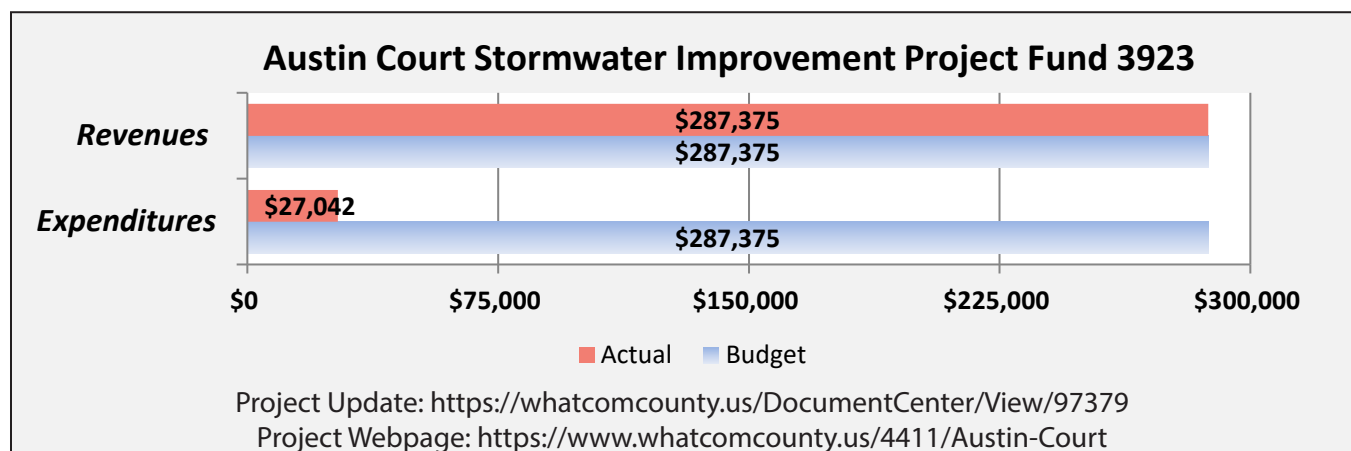 Austin Court Stormwater Improvement Project Fund 3923
Revenues
$287,375
$287,375
Expenditures
$27,042
$287,375
$0 $75,000 $150,000 $225,000 $300,000
Actual Budget
Project Update: https://whatcomcounty.us/DocumentCenter/View/97379
Project Webpage: https://www.whatcomcounty.us/4411/Austin-Court